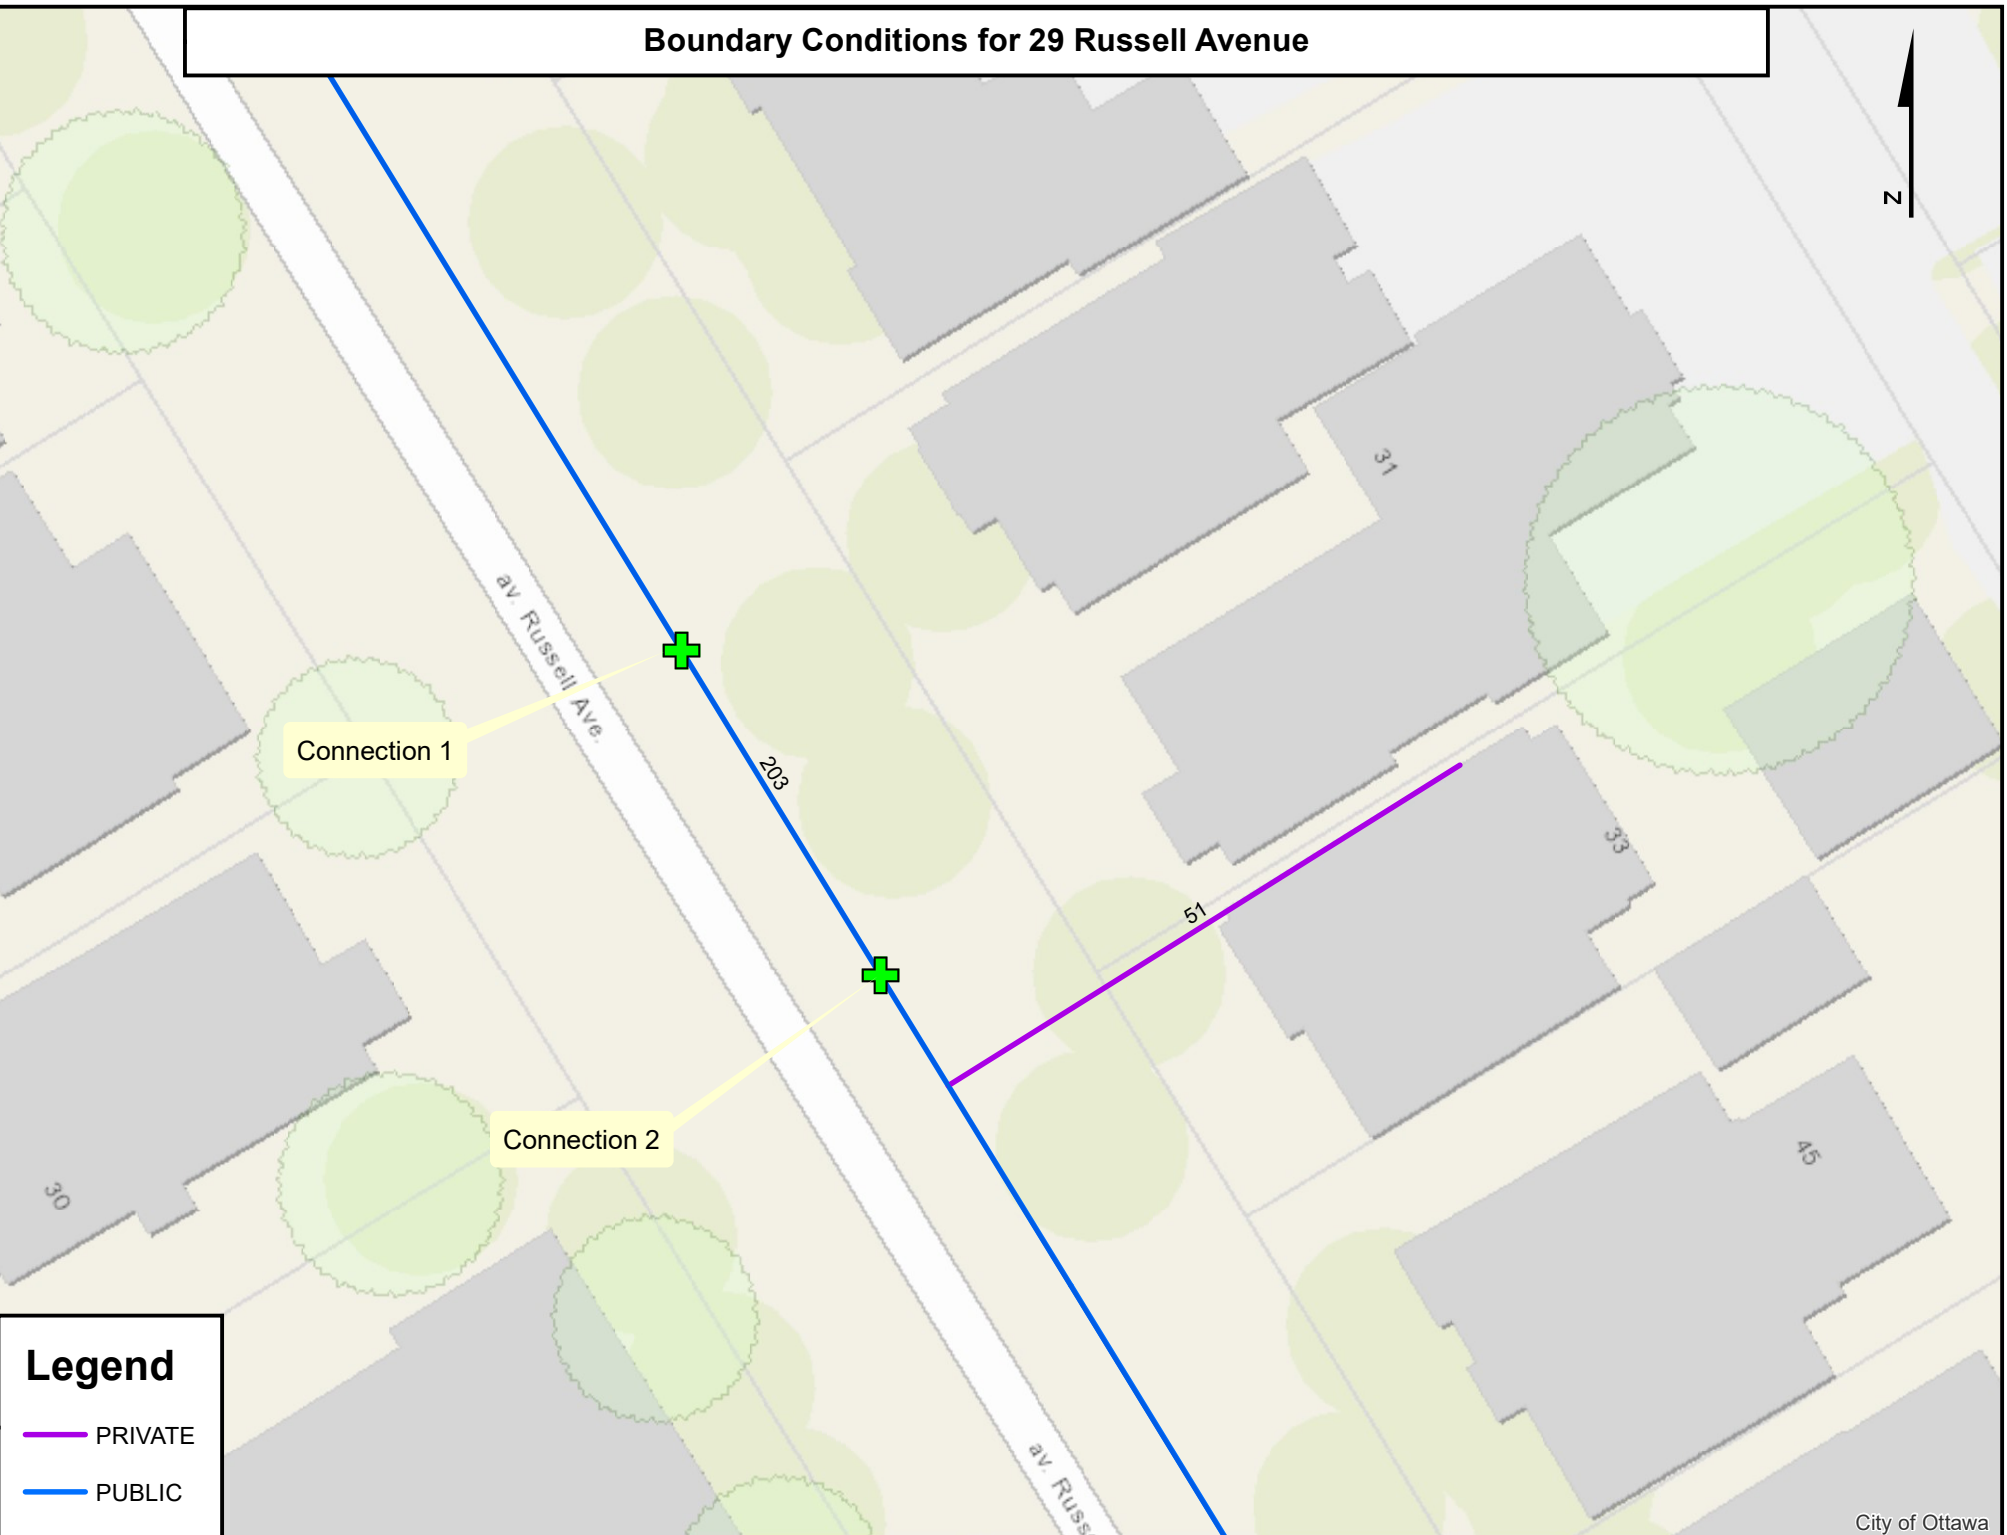 Boundary Conditions for 29 Russell Avenue
N
31
av. Russell Ave.
Connection 1
203
33
51
Connection 2
45
30
Legend
PRIVATE
PUBLIC
av. Russe
City of Ottawa